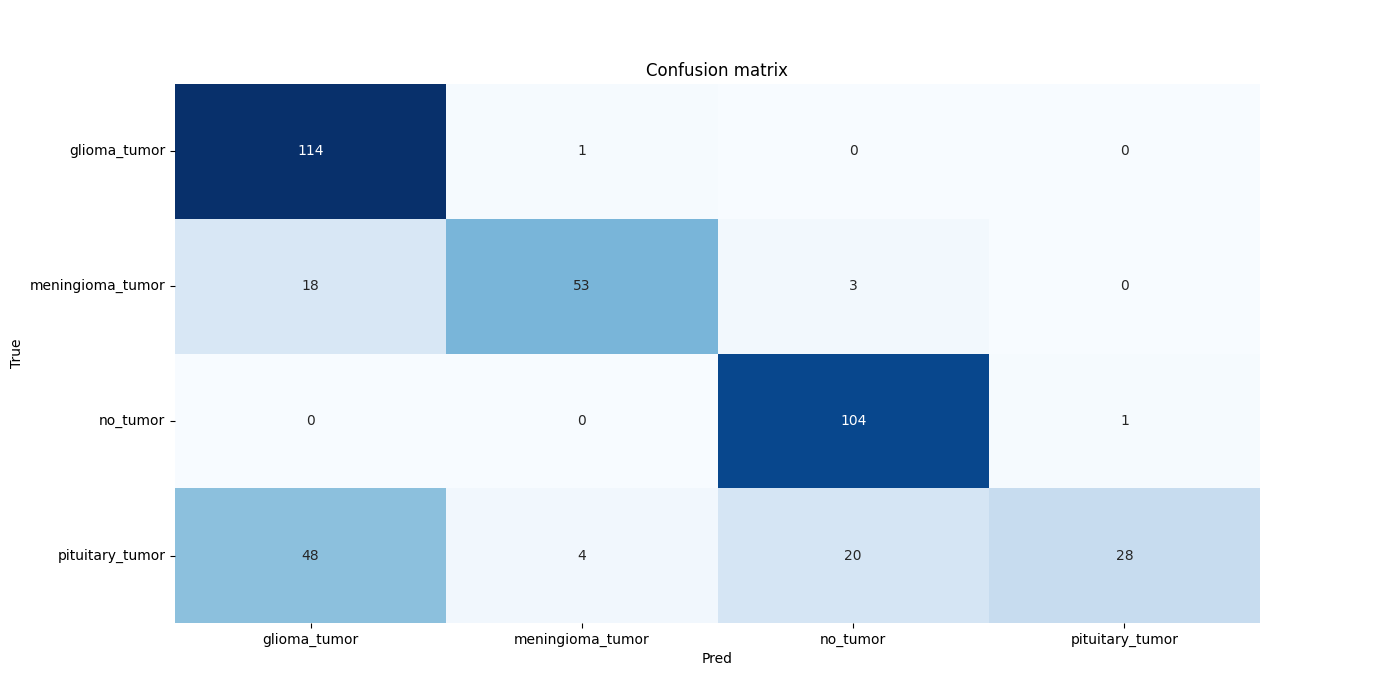 Confusion matrix
glioma_tumor 114 1 0 0
meningioma_tumor 18 53 3 0
True
no_tumor 0 0 104 1
pituitary_tumor 48 4 20 28
glioma_tumor meningioma_tumor no_tumor pituitary_tumor
Pred